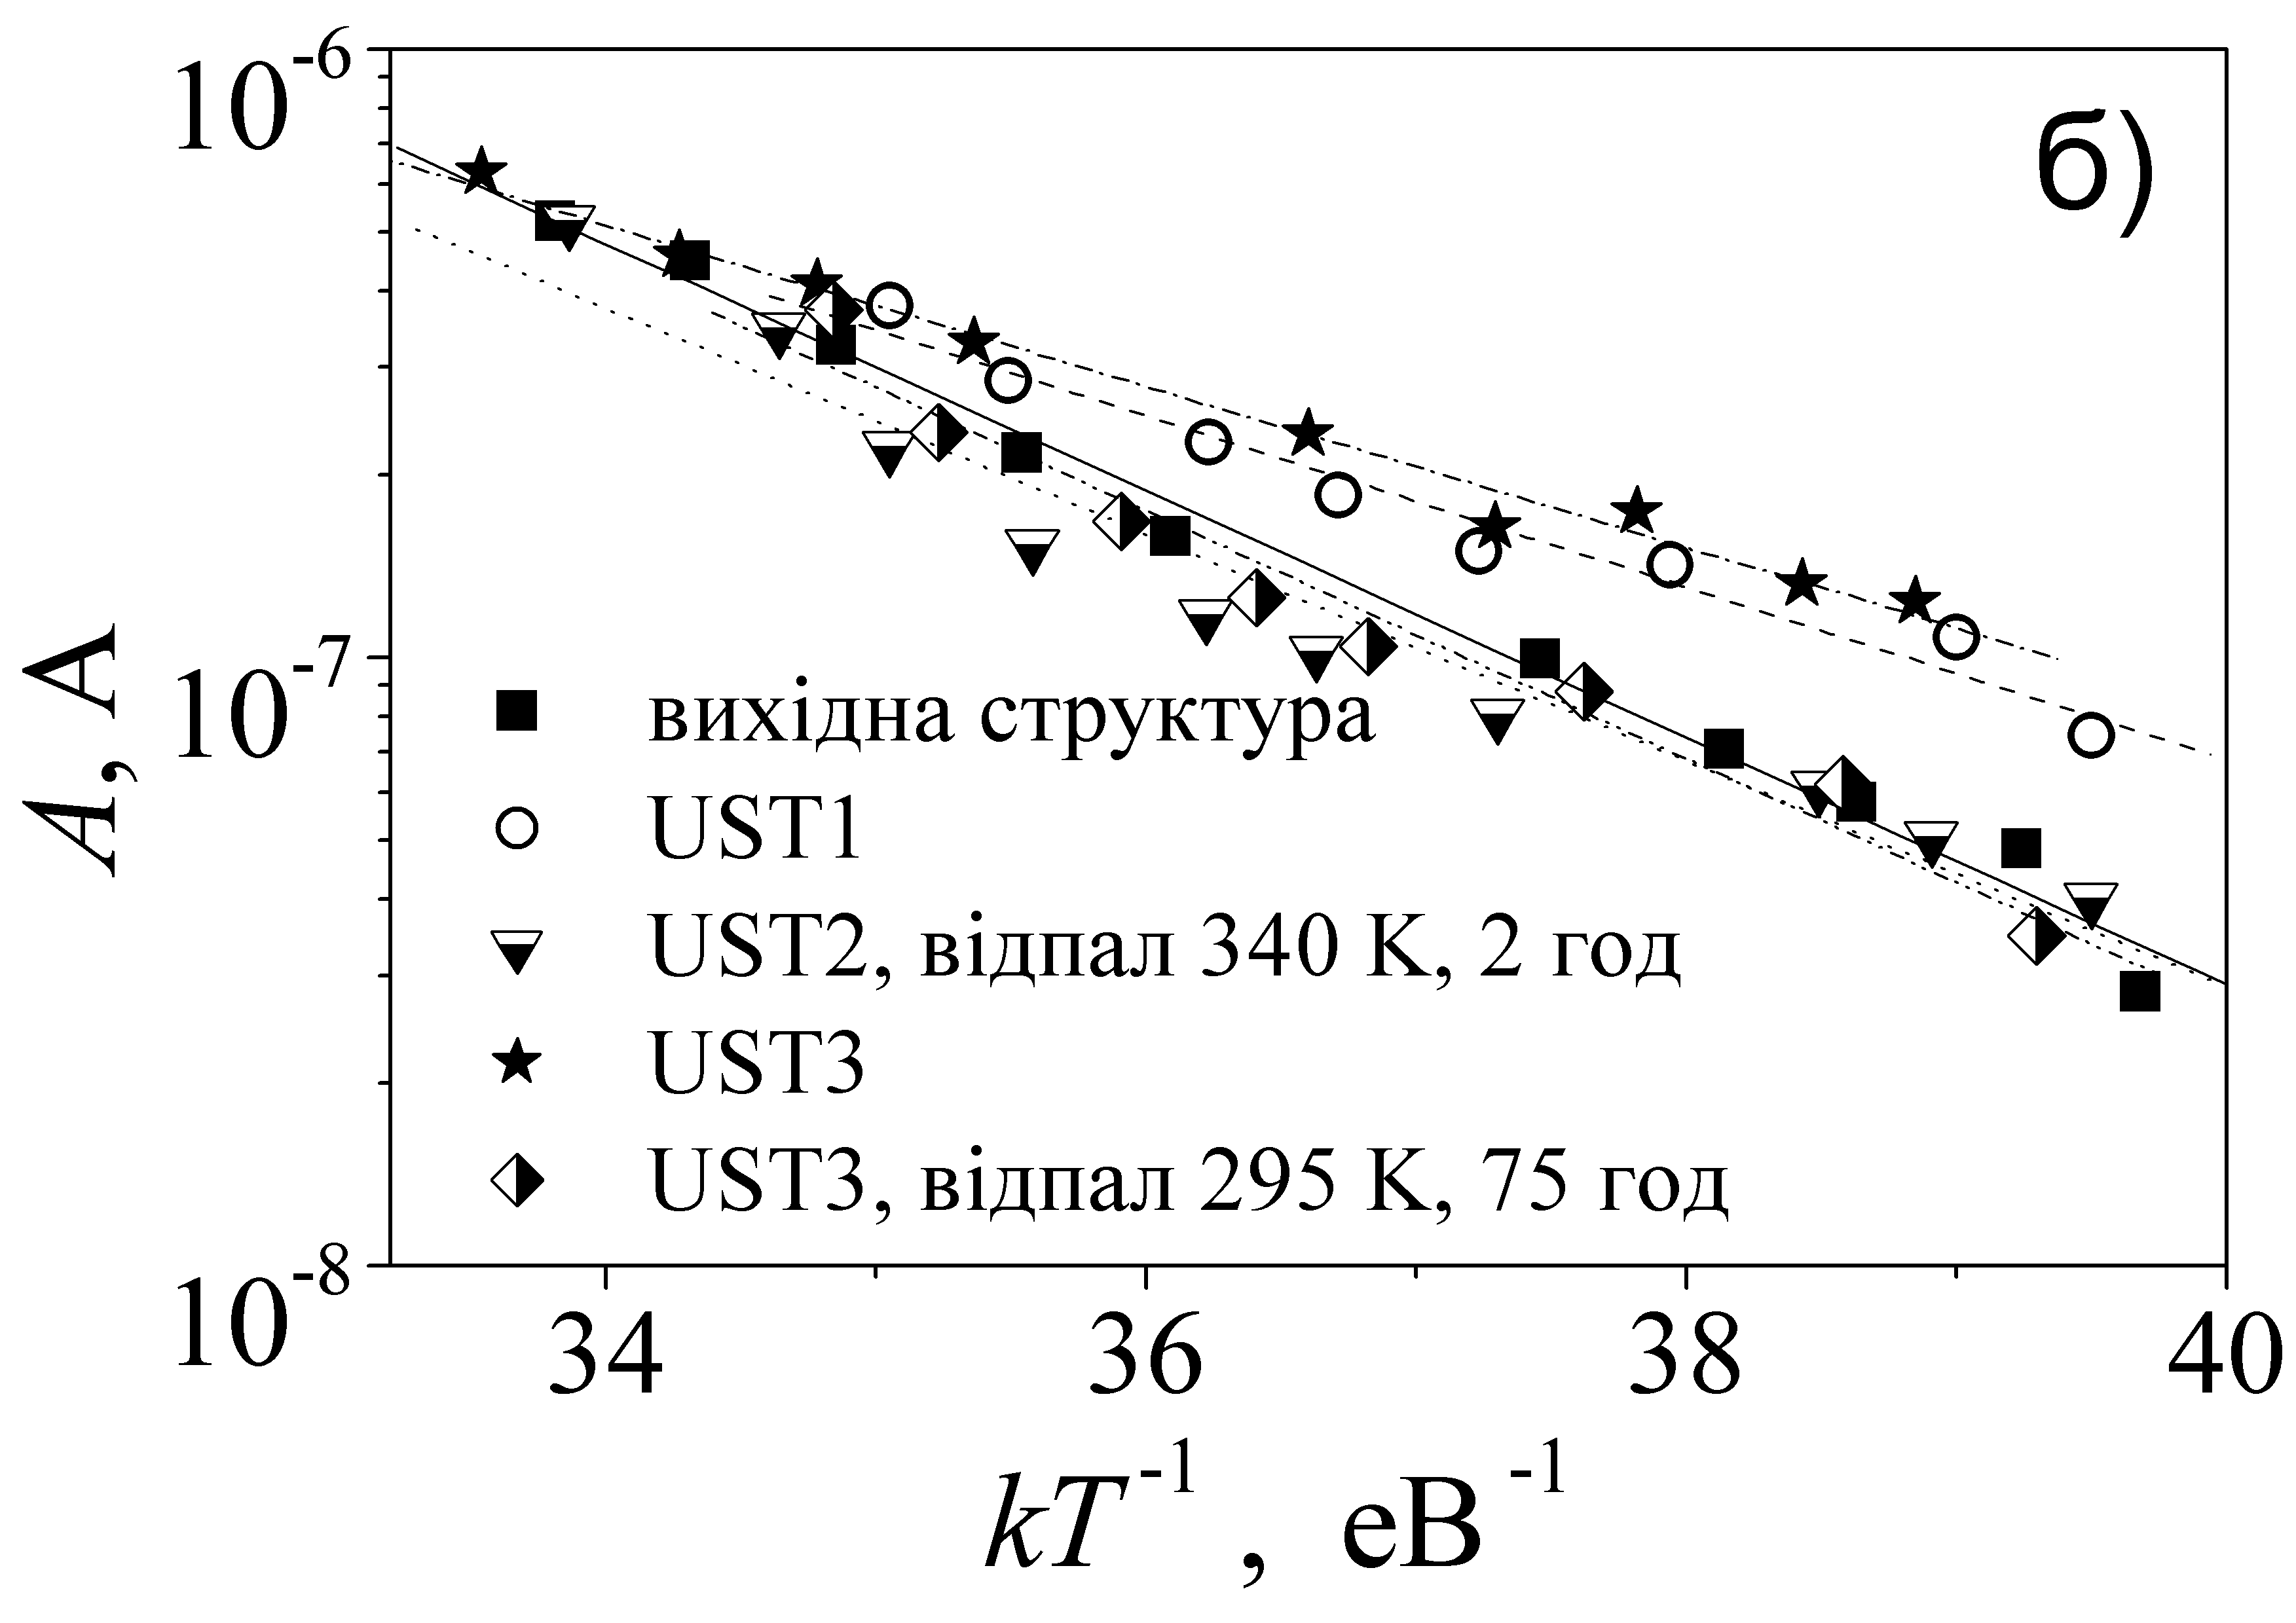 10^-6
б)
10^-7
A, А
вихідна структура
UST1
UST2, відпал 340 K, 2 год
UST3
UST3, відпал 295 K, 75 год
10^-8
34 36 38 40
kT^-1, еВ^-1